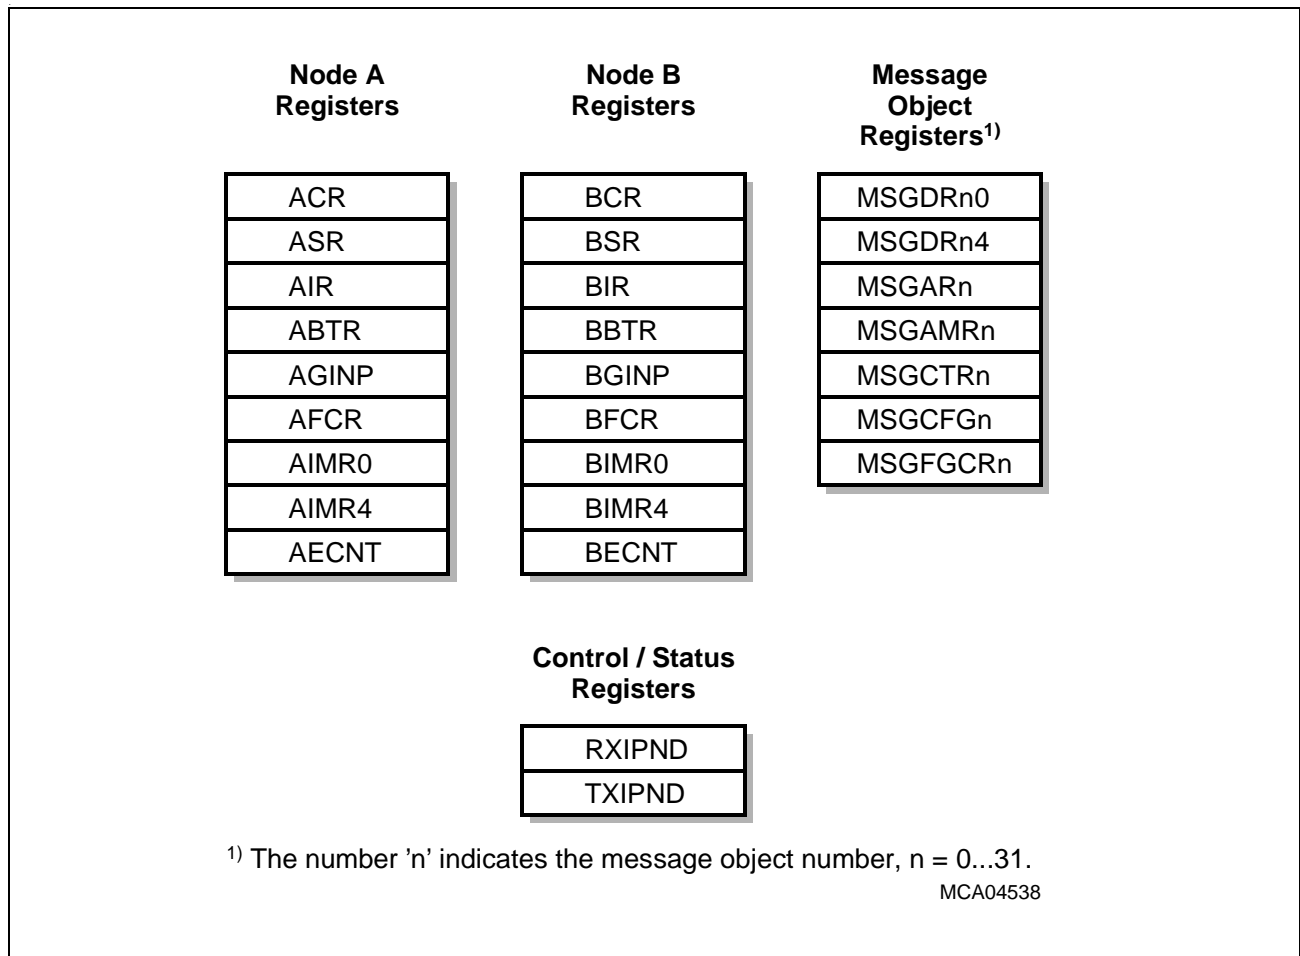 Node A
Registers
Node B
Registers
Message
Object
Registers1)
ACR
ASR
AIR
ABTR
AGINP
AFCR
AIMR0
AIMR4
AECNT
BCR
BSR
BIR
BBTR
BGINP
BFCR
BIMR0
BIMR4
BECNT
MSGDRn0
MSGDRn4
MSGARn
MSGAMRn
MSGCTRn
MSGCFGn
MSGFGCRn
Control / Status
Registers
RXIPND
TXIPND
1) The number ’n’ indicates the message object number, n = 0...31.
MCA04538